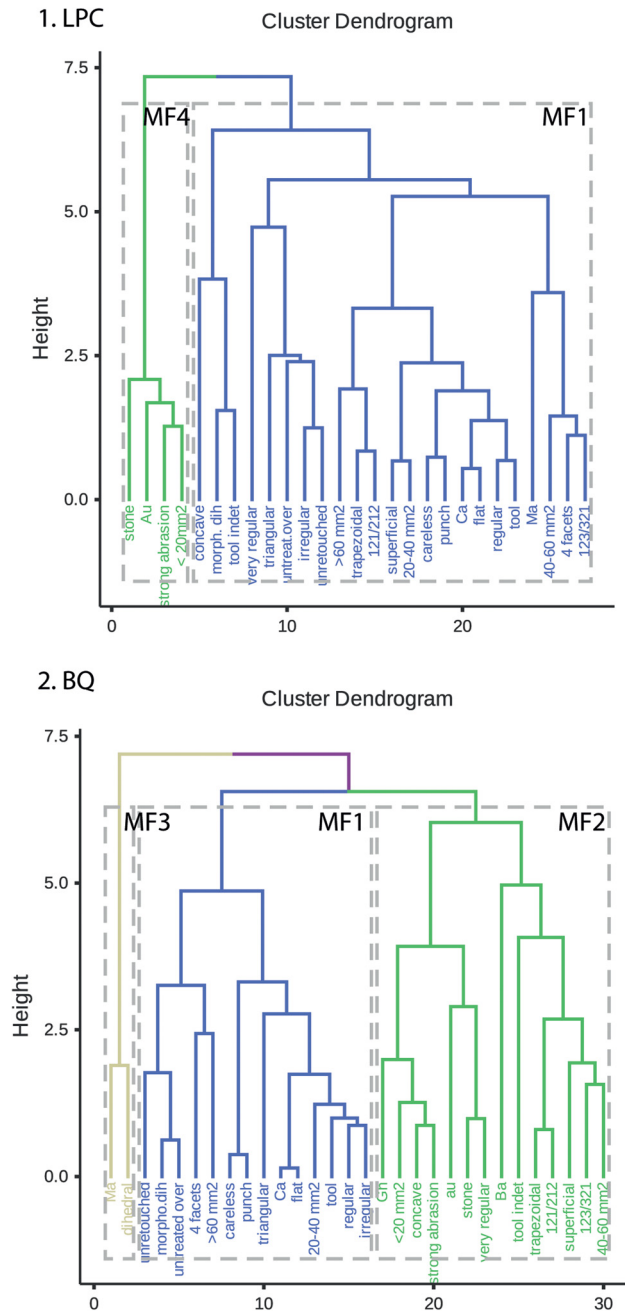 1. LPC
Cluster Dendrogram
7.5
MF4
MF1
5.0
Height
2.5
0.0
stone
Au
strong abrasion
< 20mm2
concave
morph. dih
tool indet
very regular
triangular
untreat.over
irregular
unretouched
>60 mm2
trapezoidal
121/212
superficial
20-40 mm2
careless
punch
Ca
flat
regular
tool
Ma
40-60 mm2
4 facets
123/321
0
10
20
2. BQ
Cluster Dendrogram
7.5
MF3
MF1
MF2
5.0
Height
2.5
0.0
Ma
dihedral
unretouched
morpho.dih
untreated over
4 facets
>60 mm2
careless
punch
triangular
Ca
flat
20-40 mm2
tool
regular
irregular
Gh
<20 mm2
concave
strong abrasion
au
stone
very regular
Ba
tool indet
trapezoidal
121/212
superficial
123/321
40-60 mm2
0
10
20
30